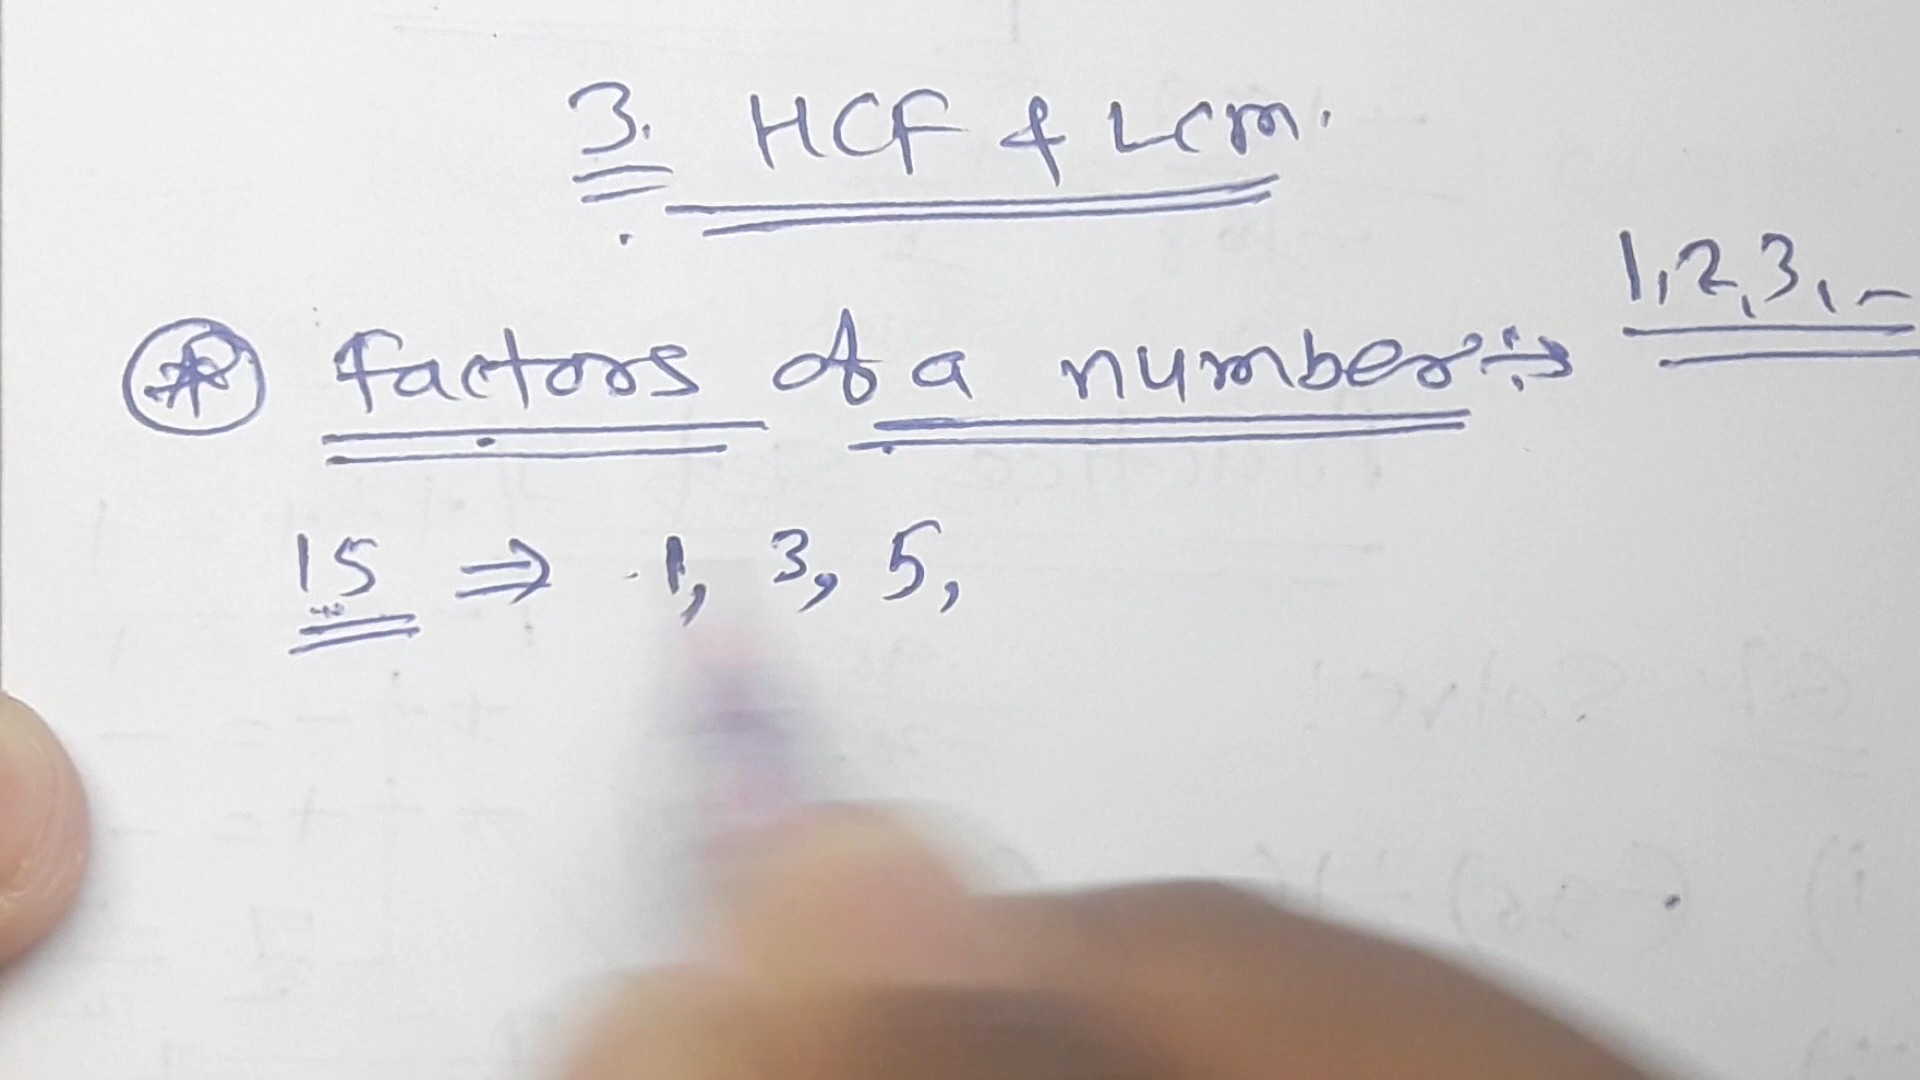 3. HCF & LCM.
1, 2, 3, -
* factors of a number :→
15 ⇒ 1, 3, 5,